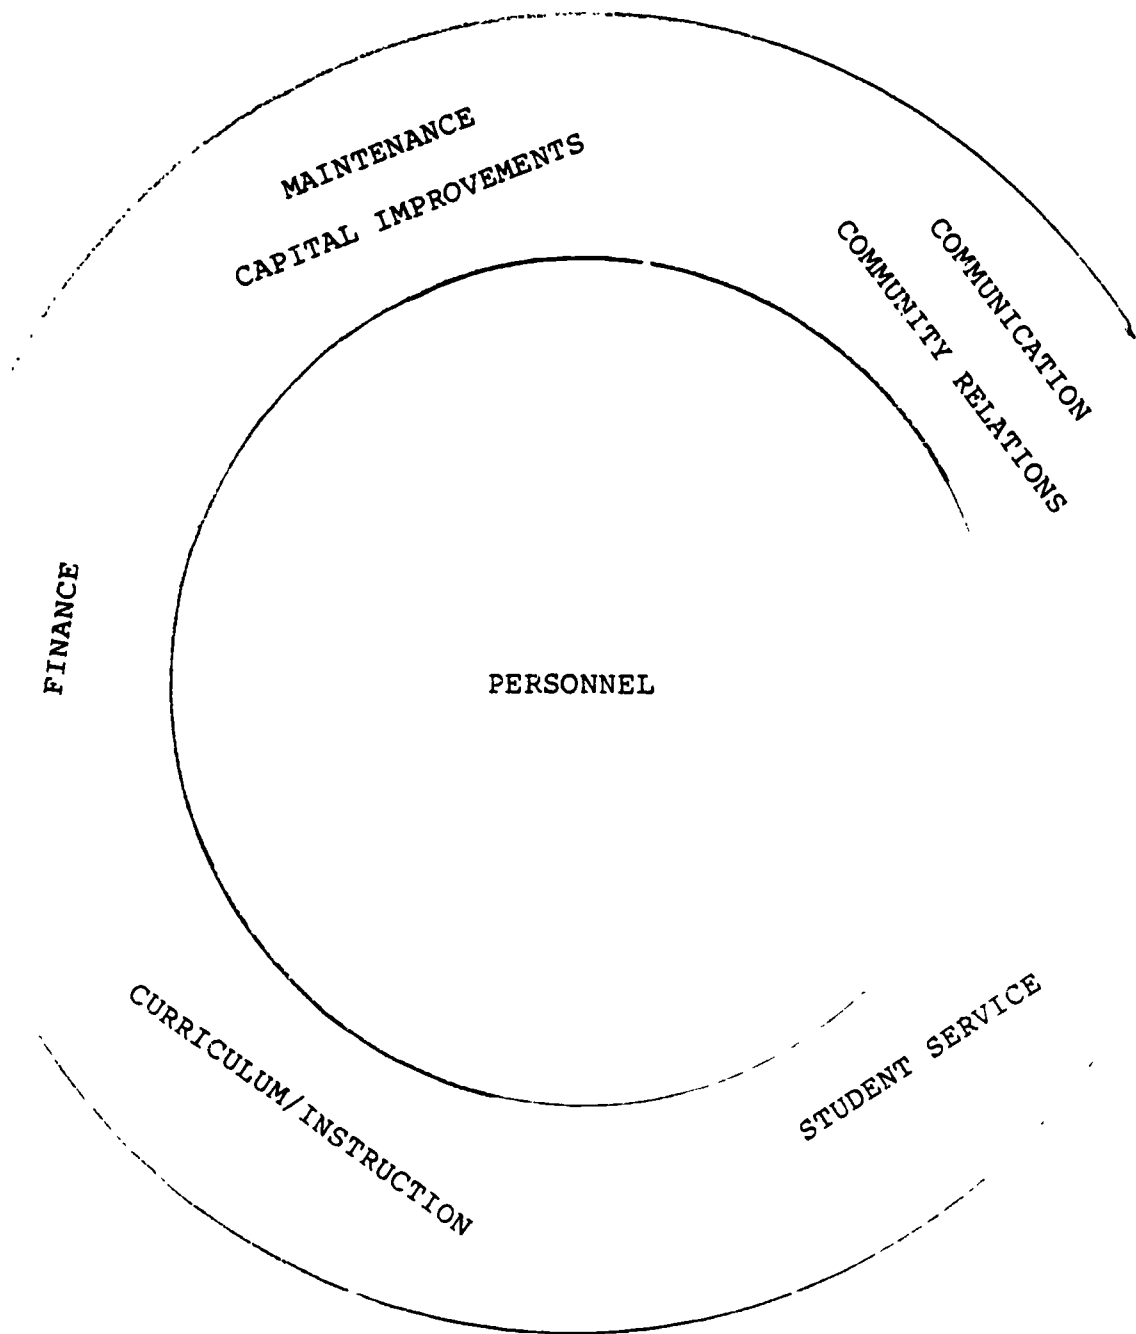 MAINTENANCE
CAPITAL IMPROVEMENTS
COMMUNICATION
COMMUNITY RELATIONS
FINANCE
PERSONNEL
CURRICULUM/INSTRUCTION
STUDENT SERVICE